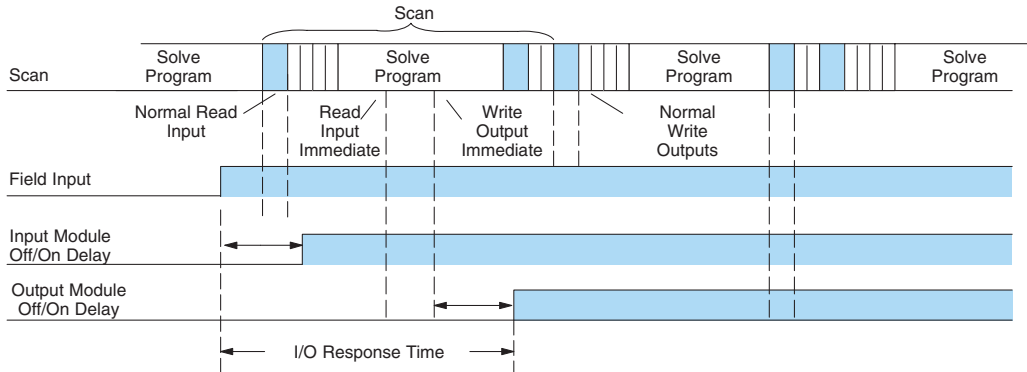 Scan
Scan
Solve
Program
Solve
Program
Solve
Program
Solve
Program
Normal Read
Input
Read
Input
Immediate
Write
Output
Immediate
Normal
Write
Outputs
Field Input
Input Module
Off/On Delay
Output Module
Off/On Delay
I/O Response Time